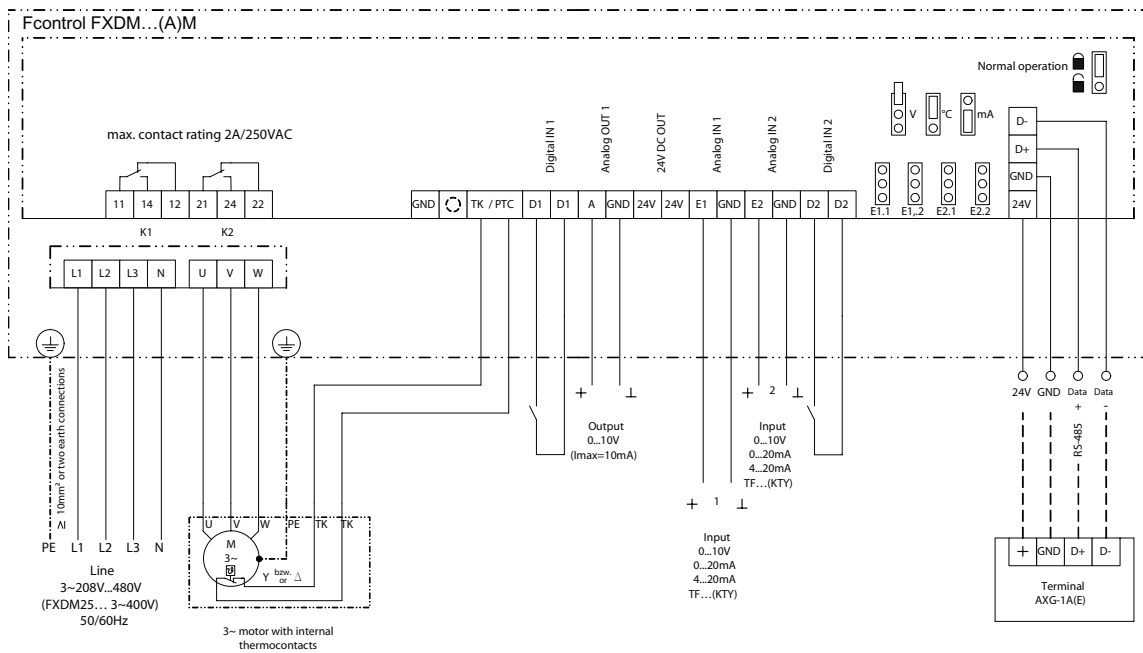 Fcontrol FXDM…(A)M
Normal operation
V
°C
mA
max. contact rating 2A/250VAC
Digital IN 1
Analog OUT 1
24V DC OUT
Analog IN 1
Analog IN 2
Digital IN 2
D-
D+
GND
24V
11 14 12 21 24 22
K1 K2
GND TK / PTC D1 D1 A GND 24V 24V E1 GND E2 GND D2 D2
E1.1 E1,.2 E2.1 E2.2
L1 L2 L3 N U V W
≥ 10mm² or two earth connections
PE L1 L2 L3 N
Line
3~208V...480V
(FXDM25… 3~400V)
50/60Hz
U V W PE TK TK
M
3~
ϑ
Y bzw. or Δ
3~ motor with internal
thermocontacts
+ ⊥
Output
0...10V
(Imax=10mA)
+ 1 ⊥
Input
0...10V
0...20mA
4...20mA
TF…(KTY)
+ 2 ⊥
Input
0...10V
0...20mA
4...20mA
TF…(KTY)
24V GND Data + Data -
RS-485
+ GND D+ D-
Terminal
AXG-1A(E)